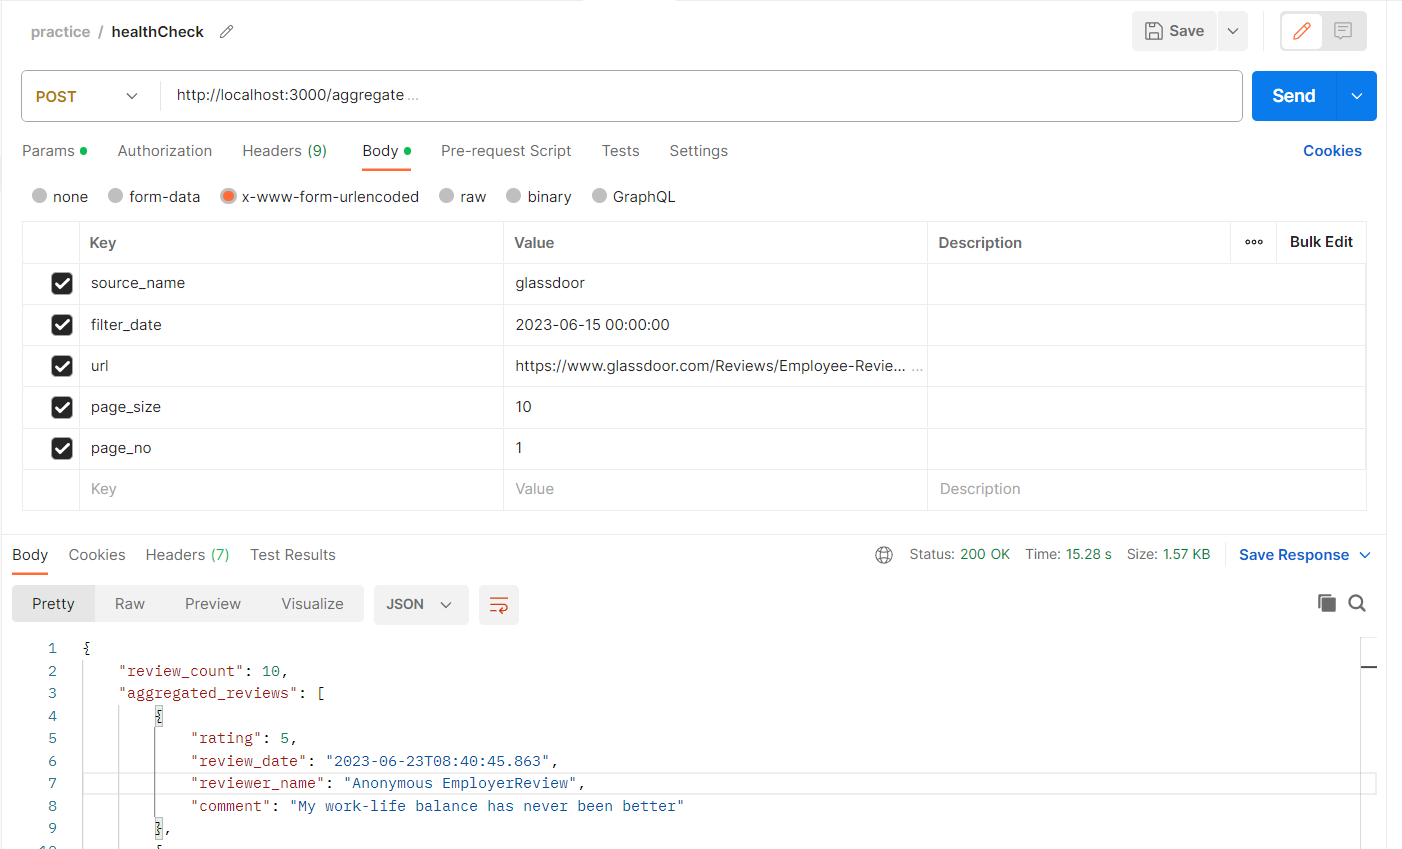 practice / healthCheck
Save
POST http://localhost:3000/aggregate ...
Send
Params Authorization Headers (9) Body Pre-request Script Tests Settings Cookies
none form-data x-www-form-urlencoded raw binary GraphQL
Key Value Description ooo Bulk Edit
source_name glassdoor
filter_date 2023-06-15 00:00:00
url https://www.glassdoor.com/Reviews/Employee-Revie... ...
page_size 10
page_no 1
Key Value Description
Body Cookies Headers (7) Test Results Status: 200 OK Time: 15.28 s Size: 1.57 KB Save Response
Pretty Raw Preview Visualize JSON
1 {
2 "review_count": 10,
3 "aggregated_reviews": [
4 {
5 "rating": 5,
6 "review_date": "2023-06-23T08:40:45.863",
7 "reviewer_name": "Anonymous EmployerReview",
8 "comment": "My work-life balance has never been better"
9 },